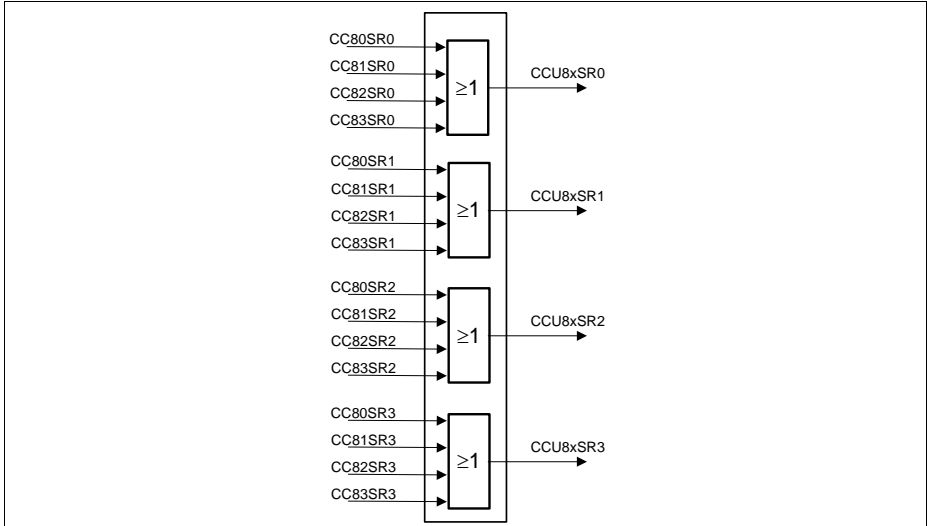 CC80SR0
CC81SR0
CC82SR0
CC83SR0
≥1
CCU8xSR0
CC80SR1
CC81SR1
CC82SR1
CC83SR1
≥1
CCU8xSR1
CC80SR2
CC81SR2
CC82SR2
CC83SR2
≥1
CCU8xSR2
CC80SR3
CC81SR3
CC82SR3
CC83SR3
≥1
CCU8xSR3